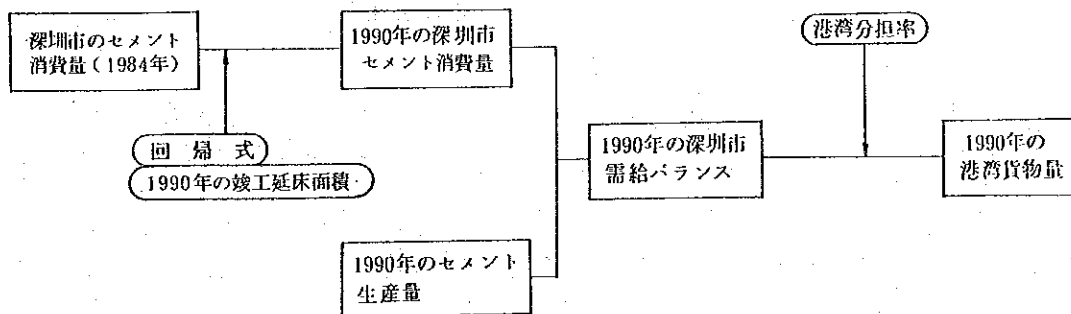 深圳市のセメント
消費量(1984年)
1990年の深圳市
セメント消費量
港湾分担率
回帰式
1990年の竣工延床面積
1990年の深圳市
需給バランス
1990年の
港湾貨物量
1990年のセメント
生産量